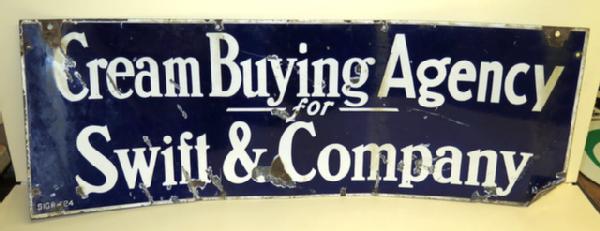 Cream Buying Agency
for
Swift & Company